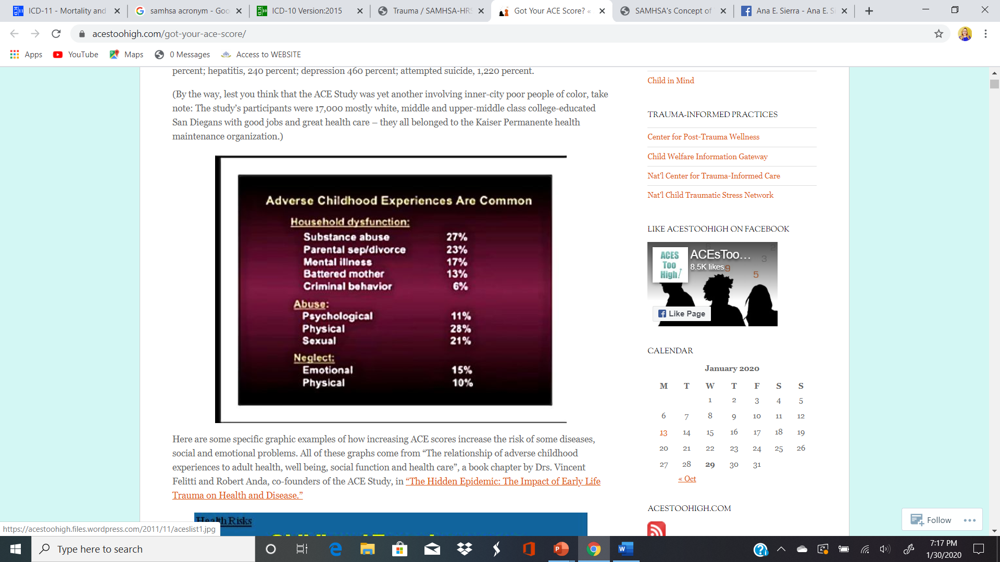 ICD-11 - Mortality and
samhsa acronym - Goo
ICD-10 Version:2015
Trauma / SAMHSA-HRS
Got Your ACE Score? «
SAMHSA's Concept of
Ana E. Sierra - Ana E. S
acestoohigh.com/got-your-ace-score/
Apps
YouTube
Maps
0 Messages
Access to WEBSITE
percent; hepatitis, 240 percent; depression 460 percent; attempted suicide, 1,220 percent.
(By the way, lest you think that the ACE Study was yet another involving inner-city poor people of color, take
note: The study's participants were 17,000 mostly white, middle and upper-middle class college-educated
San Diegans with good jobs and great health care – they all belonged to the Kaiser Permanente health
maintenance organization.)
Adverse Childhood Experiences Are Common
Household dysfunction:
Substance abuse 27%
Parental sep/divorce 23%
Mental illness 17%
Battered mother 13%
Criminal behavior 6%
Abuse:
Psychological 11%
Physical 28%
Sexual 21%
Neglect:
Emotional 15%
Physical 10%
Here are some specific graphic examples of how increasing ACE scores increase the risk of some diseases,
social and emotional problems. All of these graphs come from “The relationship of adverse childhood
experiences to adult health, well being, social function and health care”, a book chapter by Drs. Vincent
Felitti and Robert Anda, co-founders of the ACE Study, in “The Hidden Epidemic: The Impact of Early Life
Trauma on Health and Disease.”
Health Risks
Child in Mind
TRAUMA-INFORMED PRACTICES
Center for Post-Trauma Wellness
Child Welfare Information Gateway
Nat'l Center for Trauma-Informed Care
Nat'l Child Traumatic Stress Network
LIKE ACESTOOHIGH ON FACEBOOK
ACES
Too
High!
ACEsToo...
8.5K likes
2
3
9
5
Like Page
CALENDAR
January 2020
M T W T F S S
1 2 3 4 5
6 7 8 9 10 11 12
13 14 15 16 17 18 19
20 21 22 23 24 25 26
27 28 29 30 31
« Oct
ACESTOOHIGH.COM
Follow
https://acestoohigh.files.wordpress.com/2011/11/aceslist1.jpg
Type here to search
7:17 PM
1/30/2020